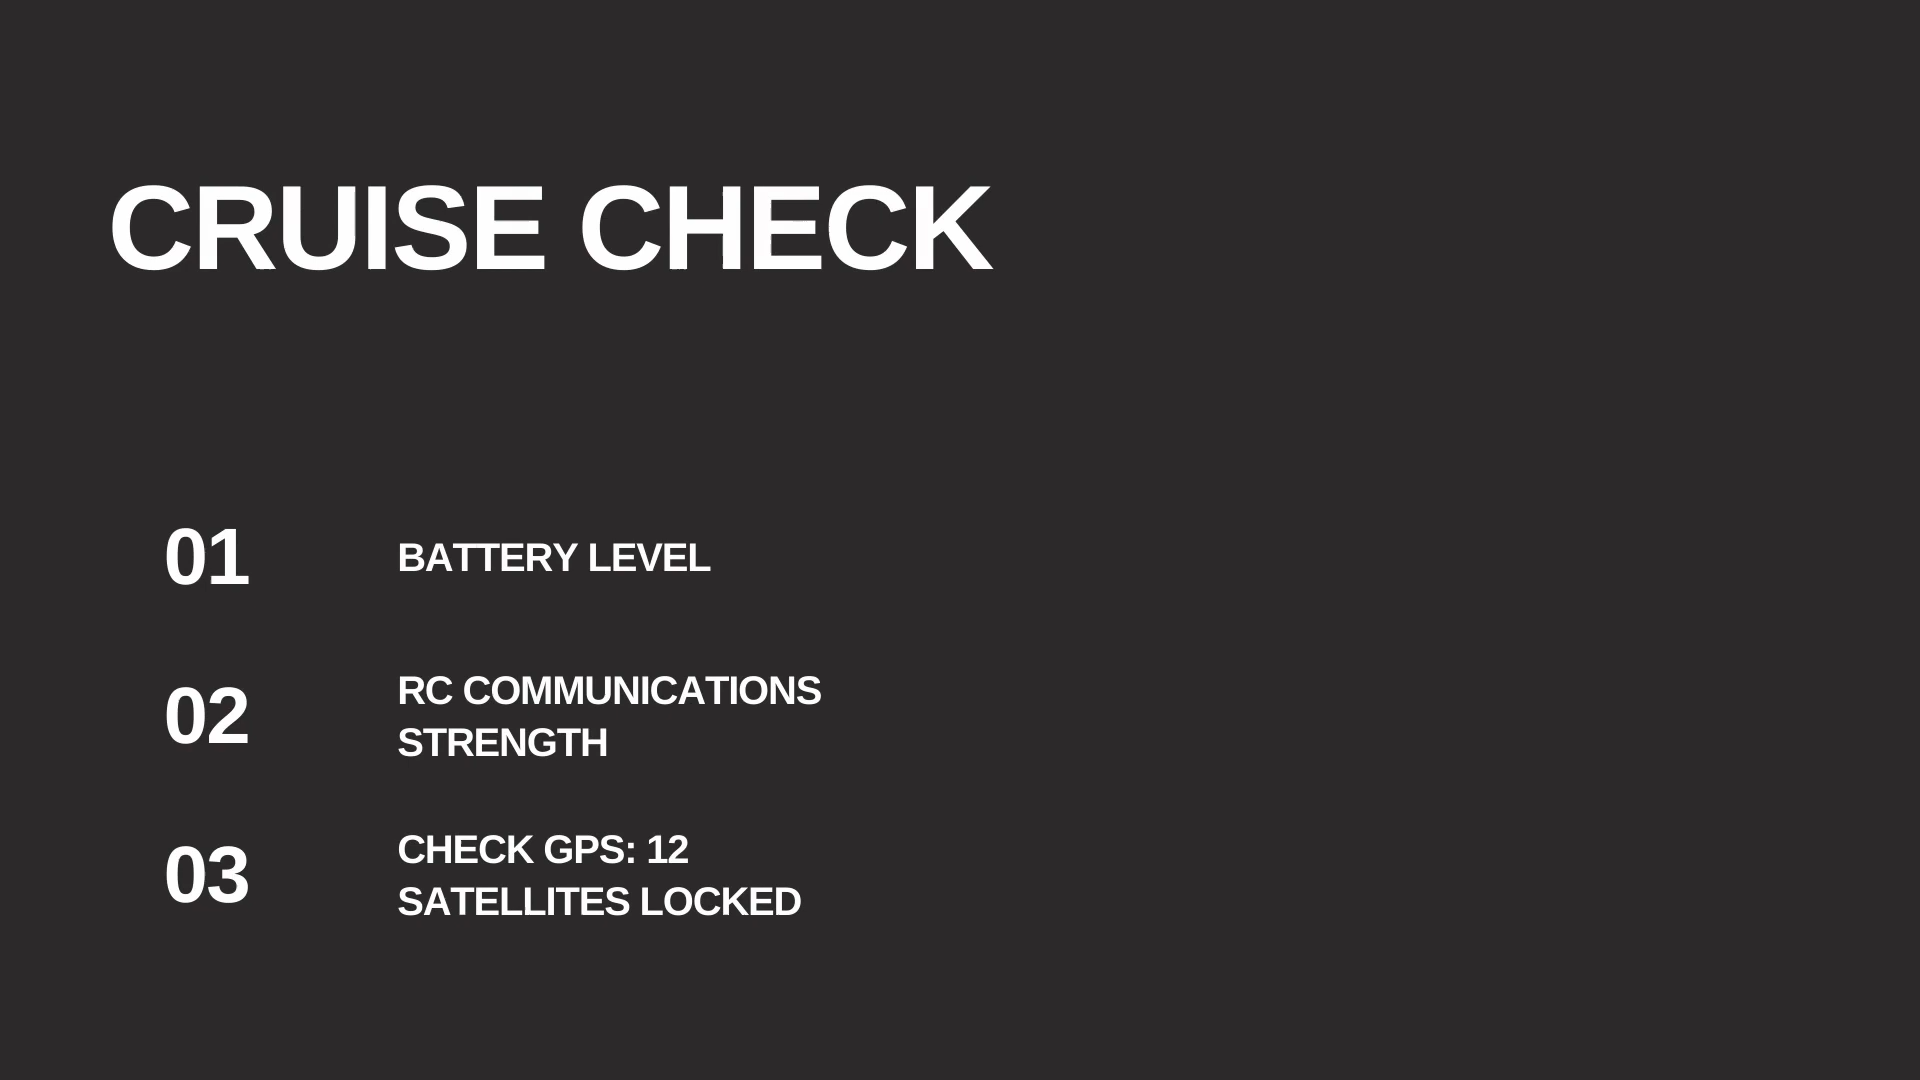 CRUISE CHECK
01
BATTERY LEVEL
02
RC COMMUNICATIONS
STRENGTH
03
CHECK GPS: 12
SATELLITES LOCKED